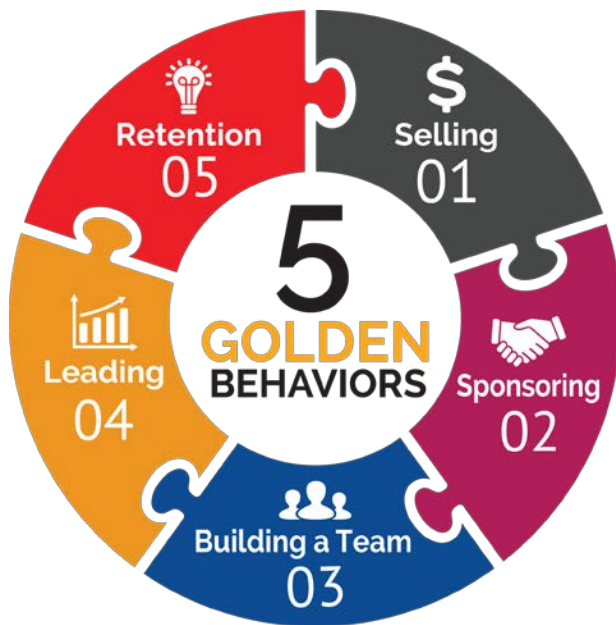 5
GOLDEN
BEHAVIORS
$
Selling
01
Sponsoring
02
Building a Team
03
Leading
04
Retention
05